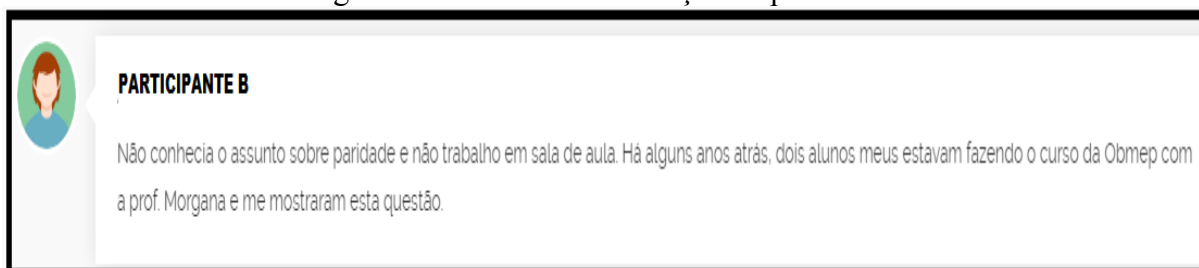 PARTICIPANTE B
Não conhecia o assunto sobre paridade e não trabalho em sala de aula. Há alguns anos atrás, dois alunos meus estavam fazendo o curso da Obmep com
a prof. Morgana e me mostraram esta questão.